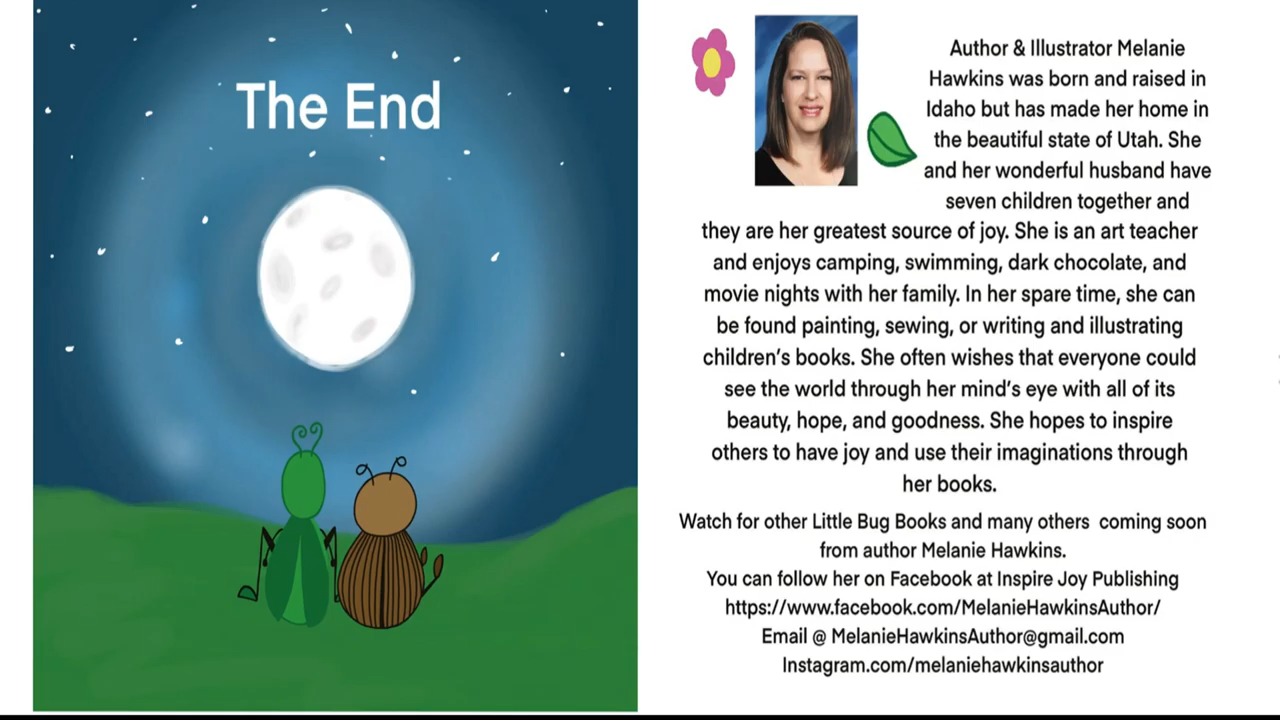 The End
Author & Illustrator Melanie
Hawkins was born and raised in
Idaho but has made her home in
the beautiful state of Utah. She
and her wonderful husband have
seven children together and
they are her greatest source of joy. She is an art teacher
and enjoys camping, swimming, dark chocolate, and
movie nights with her family. In her spare time, she can
be found painting, sewing, or writing and illustrating
children's books. She often wishes that everyone could
see the world through her mind's eye with all of its
beauty, hope, and goodness. She hopes to inspire
others to have joy and use their imaginations through
her books.
Watch for other Little Bug Books and many others coming soon
from author Melanie Hawkins.
You can follow her on Facebook at Inspire Joy Publishing
https://www.facebook.com/MelanieHawkinsAuthor/
Email @ MelanieHawkinsAuthor@gmail.com
Instagram.com/melaniehawkinsauthor